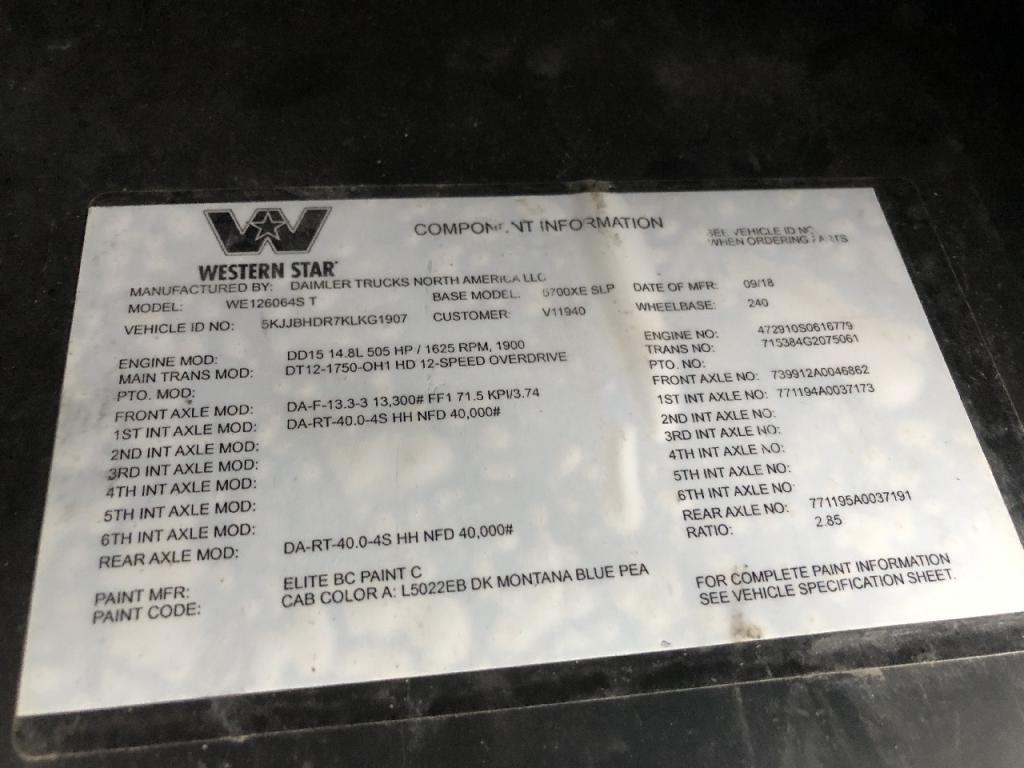 WESTERN STAR
COMPONENT INFORMATION
SEE VEHICLE ID NO.
WHEN ORDERING PARTS
MANUFACTURED BY: DAIMLER TRUCKS NORTH AMERICA LLC
MODEL: WE126064S T BASE MODEL: 5700XE SLP DATE OF MFR: 09/18
VEHICLE ID NO: 5KJJBHDR7KLKG1907 CUSTOMER: V11940 WHEELBASE: 240
ENGINE MOD: DD15 14.8L 505 HP / 1625 RPM, 1900 ENGINE NO: 472910S0616779
MAIN TRANS MOD: DT12-1750-OH1 HD 12-SPEED OVERDRIVE TRANS NO: 715384G2075061
PTO. MOD: PTO. NO:
FRONT AXLE MOD: DA-F-13.3-3 13,300# FF1 71.5 KPI/3.74 FRONT AXLE NO: 739912A0046862
1ST INT AXLE MOD: DA-RT-40.0-4S HH NFD 40,000# 1ST INT AXLE NO: 771194A0037173
2ND INT AXLE MOD: 2ND INT AXLE NO:
3RD INT AXLE MOD: 3RD INT AXLE NO:
4TH INT AXLE MOD: 4TH INT AXLE NO:
5TH INT AXLE MOD: 5TH INT AXLE NO:
6TH INT AXLE MOD: 6TH INT AXLE NO
REAR AXLE MOD: DA-RT-40.0-4S HH NFD 40,000# REAR AXLE NO: 771195A0037191
RATIO: 2.85
PAINT MFR: ELITE BC PAINT C
PAINT CODE: CAB COLOR A: L5022EB DK MONTANA BLUE PEA
FOR COMPLETE PAINT INFORMATION
SEE VEHICLE SPECIFICATION SHEET.